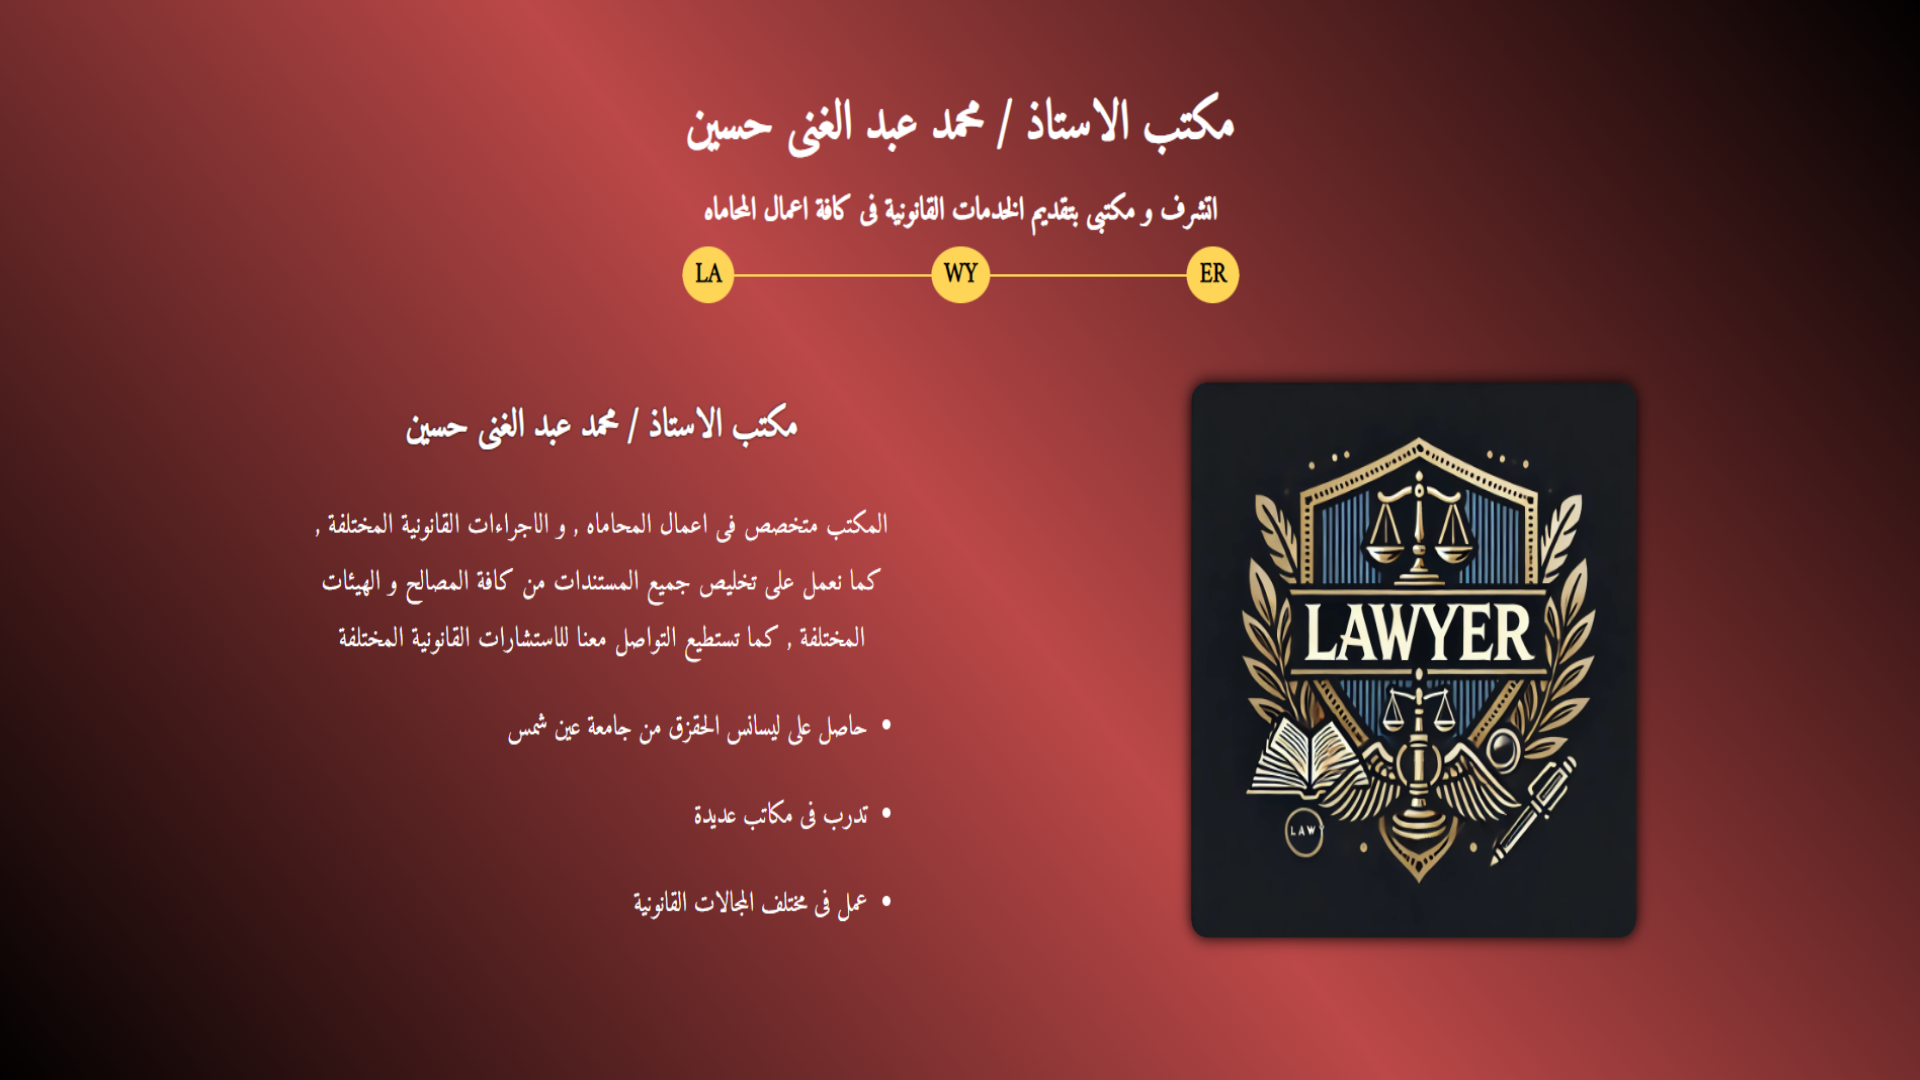 مكتب الاستاذ / محمد عبد الغنى حسين
اتشرف و مكتبى بتقديم الخدمات القانونية فى كافة اعمال المحاماه
LA WY ER
مكتب الاستاذ / محمد عبد الغنى حسين
المكتب متخصص فى اعمال المحاماه , و الاجراءات القانونية المختلفة ,
كما نعمل على تخليص جميع المستندات من كافة المصالح و الهيئات
المختلفة , كما تستطيع التواصل معنا للاستشارات القانونية المختلفة
• حاصل على ليسانس الحقزق من جامعة عين شمس
• تدرب فى مكاتب عديدة
• عمل فى مختلف المجالات القانونية
LAWYER
LAW